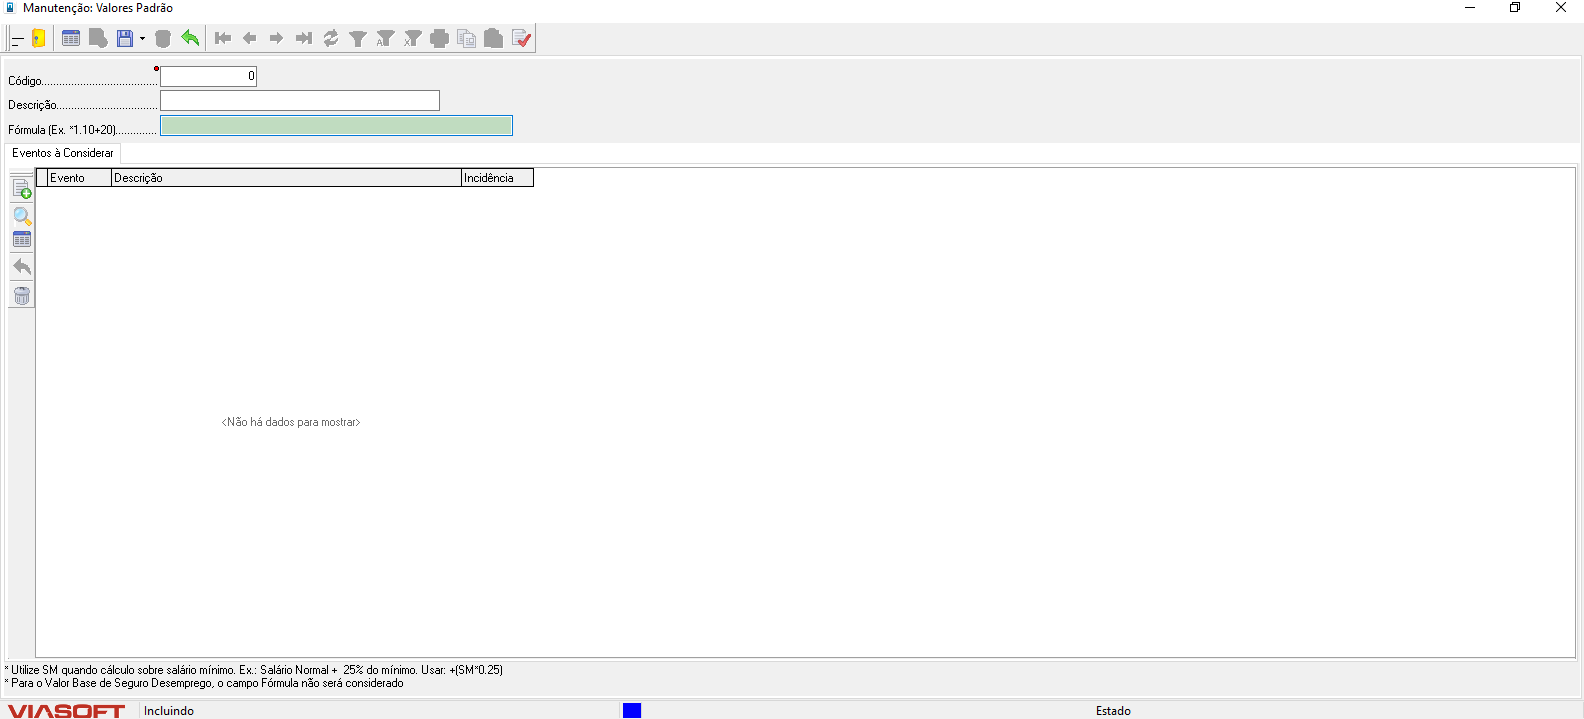 Manutenção: Valores Padrão
Código.......................................
0
Descrição..................................
Fórmula (Ex. *1.10+20)..............
Eventos à Considerar
Evento Descrição Incidência
<Não há dados para mostrar>
* Utilize SM quando cálculo sobre salário mínimo. Ex.: Salário Normal +  25% do mínimo. Usar: +(SM*0.25)
* Para o Valor Base de Seguro Desemprego, o campo Fórmula não será considerado
VIASOFT Incluindo Estado